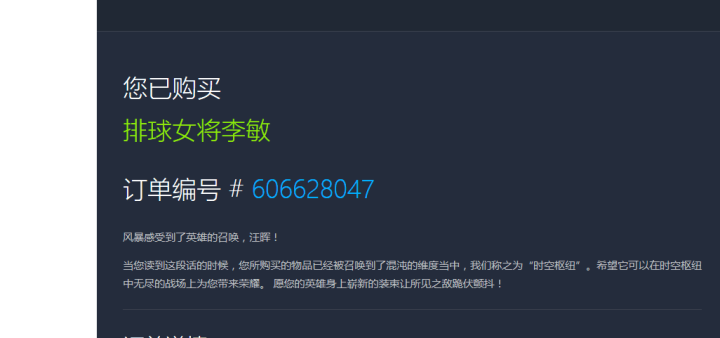 您已购买
排球女将李敏
订单编号 # 606628047
风暴感受到了英雄的召唤，汪晖！
当您读到这段话的时候，您所购买的物品已经被召唤到了混沌的维度当中，我们称之为“时空枢纽”。希望它可以在时空枢纽
中无尽的战场上为您带来荣耀。 愿您的英雄身上崭新的装束让所见之敌跪伏颤抖！